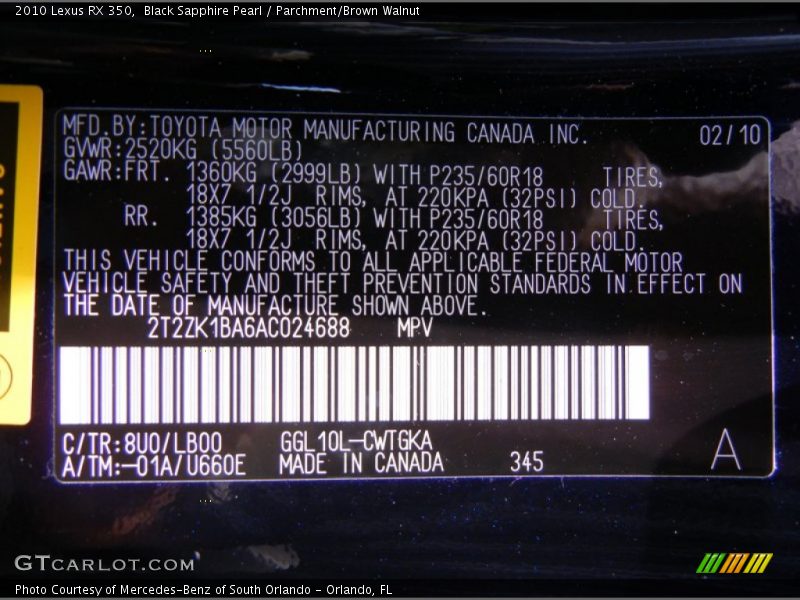 2010 Lexus RX 350, Black Sapphire Pearl / Parchment/Brown Walnut
MFD.BY:TOYOTA MOTOR MANUFACTURING CANADA INC. 02/10
GVWR:2520KG (5560LB)
GAWR:FRT. 1360KG (2999LB) WITH P235/60R18 TIRES,
18X7 1/2J RIMS, AT 220KPA (32PSI) COLD.
RR. 1385KG (3056LB) WITH P235/60R18 TIRES,
18X7 1/2J RIMS, AT 220KPA (32PSI) COLD.
THIS VEHICLE CONFORMS TO ALL APPLICABLE FEDERAL MOTOR
VEHICLE SAFETY AND THEFT PREVENTION STANDARDS IN EFFECT ON
THE DATE OF MANUFACTURE SHOWN ABOVE.
2T2ZK1BA6AC024688 MPV
C/TR:8U0/LB00 GGL10L-CWTGKA
A/TM:-01A/U660E MADE IN CANADA 345 A
GTcarlot.com
Photo Courtesy of Mercedes-Benz of South Orlando - Orlando, FL